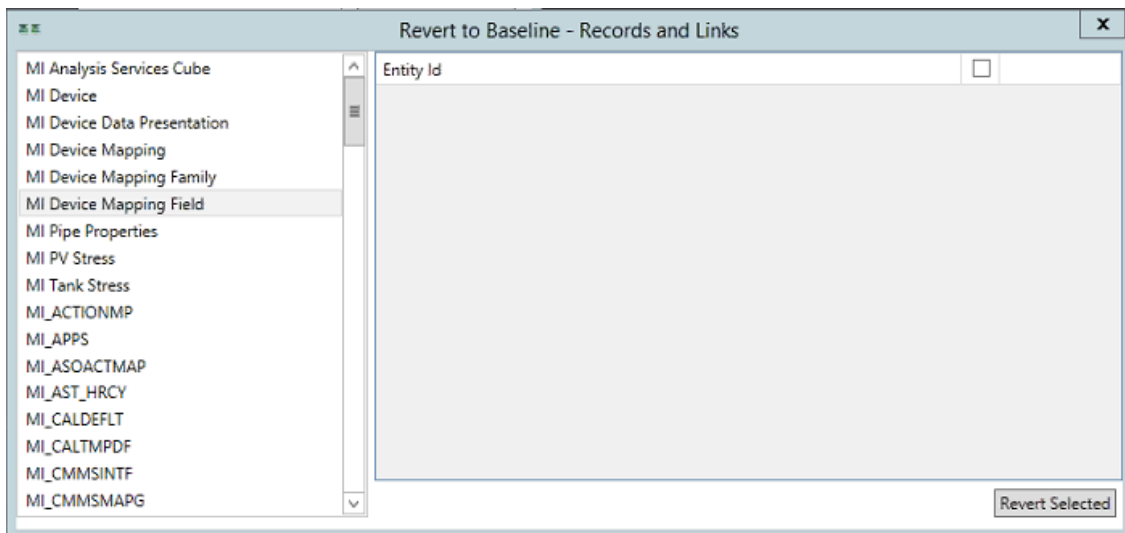 Revert to Baseline - Records and Links
x
MI Analysis Services Cube
MI Device
MI Device Data Presentation
MI Device Mapping
MI Device Mapping Family
MI Device Mapping Field
MI Pipe Properties
MI PV Stress
MI Tank Stress
MI_ACTIONMP
MI_APPS
MI_ASOACTMAP
MI_AST_HRCY
MI_CALDEFLT
MI_CALTMPDF
MI_CMMSINTF
MI_CMMSMAPG
Entity Id
Revert Selected